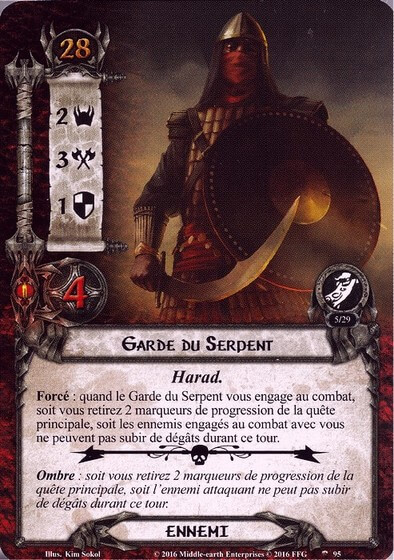 28
2
3
1
4
5/29
GARDE DU SERPENT
Harad.
Forcé : quand le Garde du Serpent vous engage au combat,
soit vous retirez 2 marqueurs de progression de la quête
principale, soit les ennemis engagés au combat avec vous
ne peuvent pas subir de dégâts durant ce tour.
Ombre : soit vous retirez 2 marqueurs de progression de la
quête principale, soit l'ennemi attaquant ne peut pas subir
de dégâts durant ce tour.
ENNEMI
Illus. Kim Sokol © 2016 Middle-earth Enterprises © 2016 FFG 95